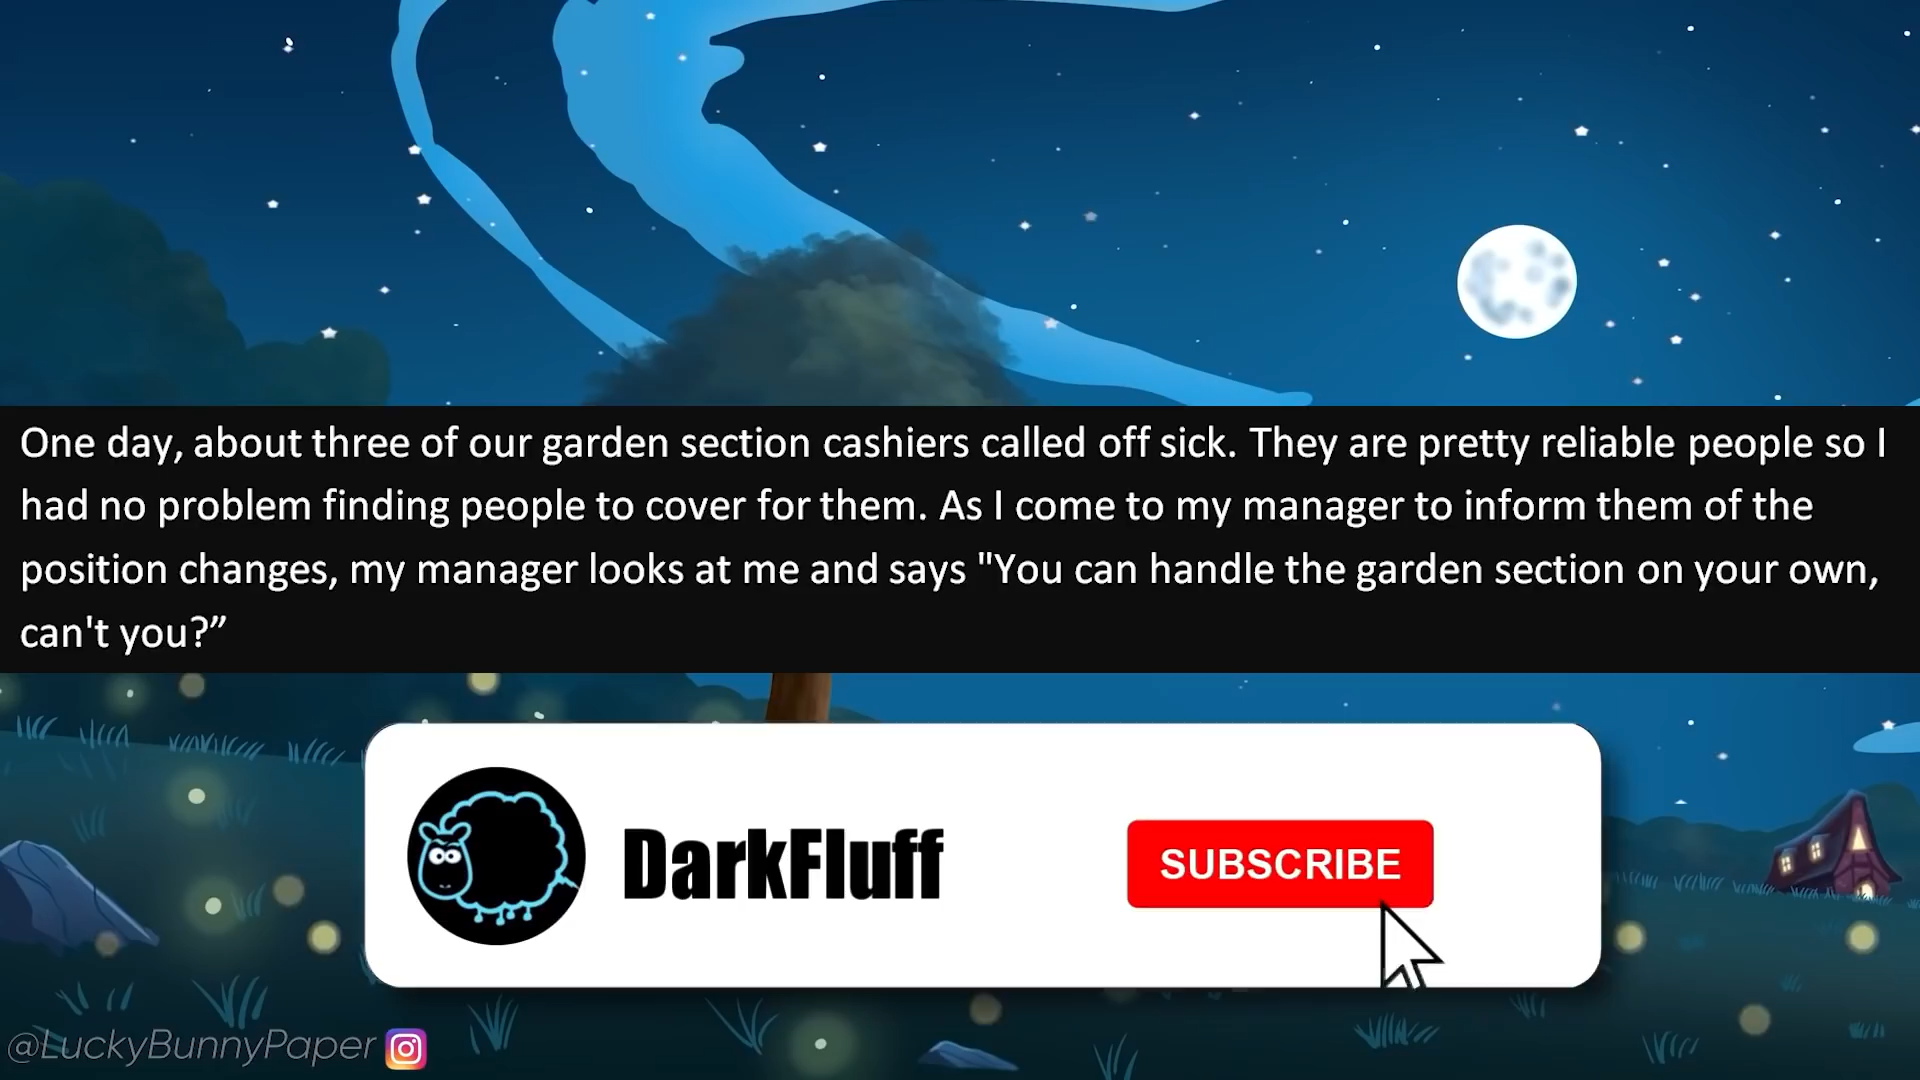 One day, about three of our garden section cashiers called off sick. They are pretty reliable people so I
had no problem finding people to cover for them. As I come to my manager to inform them of the
position changes, my manager looks at me and says "You can handle the garden section on your own,
can't you?”
DarkFluff
SUBSCRIBE
@LuckyBunnyPaper